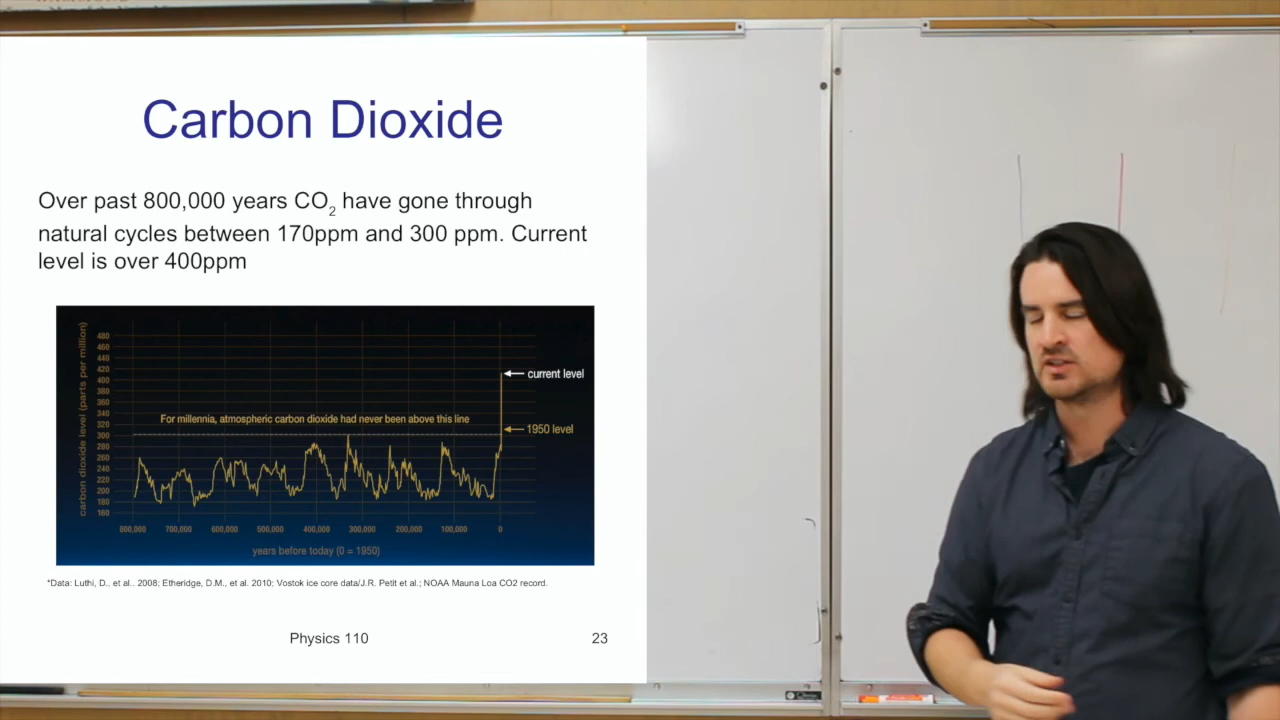 Carbon Dioxide
Over past 800,000 years CO2 have gone through
natural cycles between 170ppm and 300 ppm. Current
level is over 400ppm
carbon dioxide level (parts per million)
480
460
440
420
400
380
360
340
320
300
280
260
240
220
200
180
160
current level
For millennia, atmospheric carbon dioxide had never been above this line
1950 level
800,000 700,000 600,000 500,000 400,000 300,000 200,000 100,000 0
years before today (0 = 1950)
*Data: Luthi, D., et al.. 2008; Etheridge, D.M., et al. 2010; Vostok ice core data/J.R. Petit et al.; NOAA Mauna Loa CO2 record.
Physics 110 23